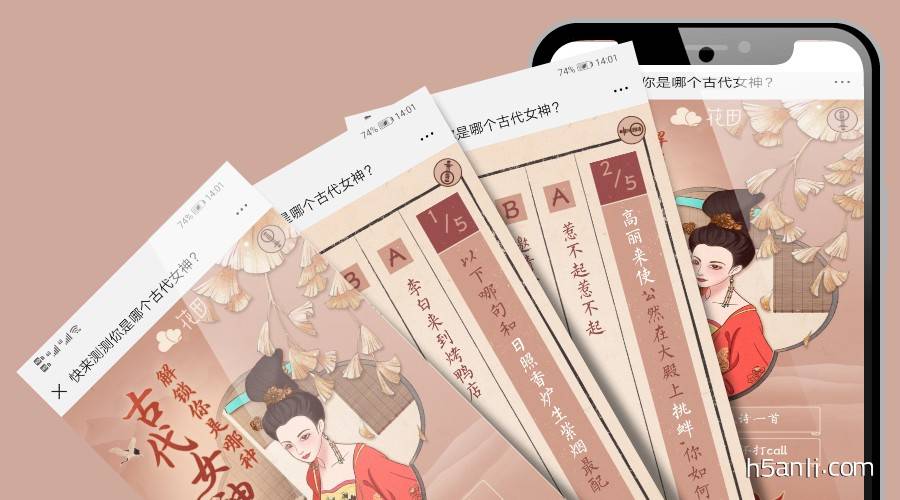 74% 14:01
快来测测你是哪个古代女神?
花田
解锁你是哪神
古代女神
74% 14:01
是哪个古代女神?
1/5
以下哪句和日照香炉生紫烟最配
A
李白来到烤鸭店
B
74% 14:01
是哪个古代女神?
2/5
高丽来使公然在大殿上挑衅你如何
A
惹不起惹不起
B
你是哪个古代女神?
花田
解
诗一首
打call
h5anli.com